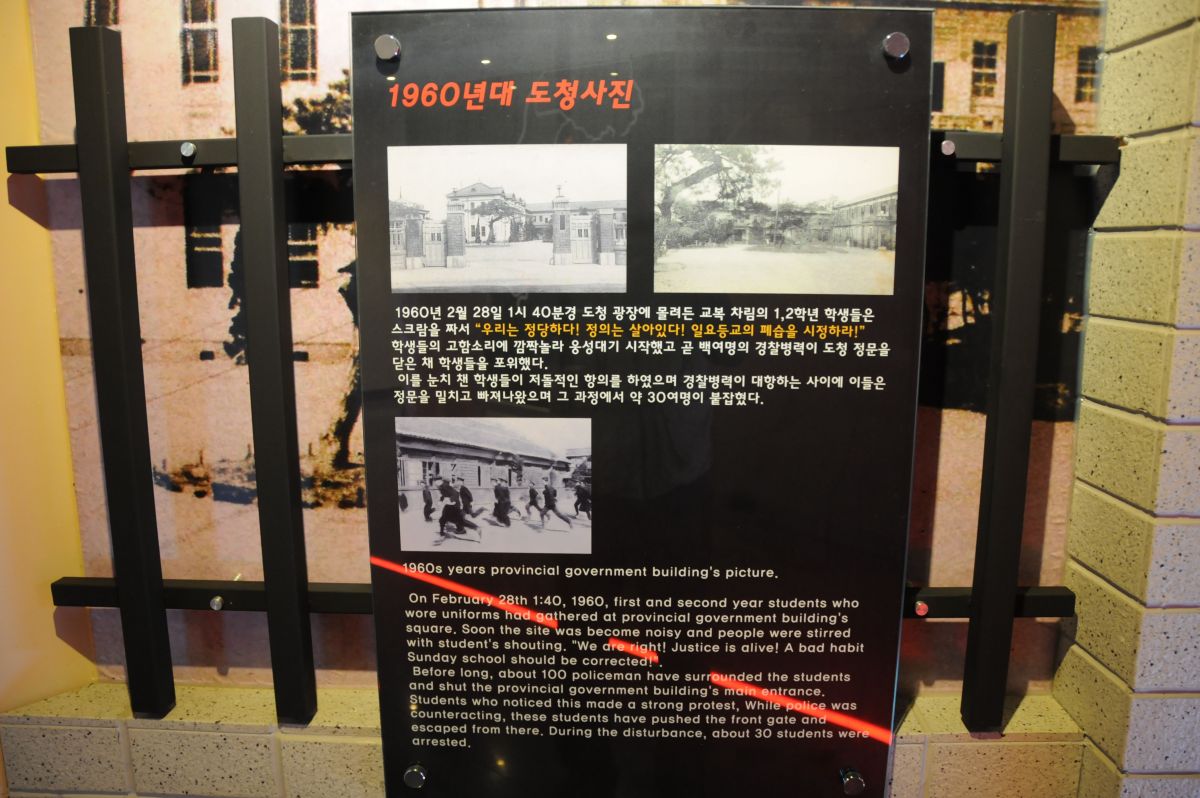 1960년대 도청사진
1960년 2월 28일 1시 40분경 도청 광장에 몰려든 교복 차림의 1,2학년 학생들은
스크람을 짜서 “우리는 정당하다! 정의는 살아있다! 일요등교의 폐습을 시정하라!”
학생들의 고함소리에 깜짝놀라 웅성대기 시작했고 곧 백여명의 경찰병력이 도청 정문을
닫은 채 학생들을 포위했다.
이를 눈치 챈 학생들이 저돌적인 항의를 하였으며 경찰병력이 대항하는 사이에 이들은
정문을 밀치고 빠져나왔으며 그 과정에서 약 30여명이 붙잡혔다.
1960s years provincial government building's picture.
On February 28th 1:40, 1960, first and second year students who
wore uniforms had gathered at provincial government building's
square. Soon the site was become noisy and people were stirred
with student's shouting. "We are right! Justice is alive! A bad habit
Sunday school should be corrected!".
Before long, about 100 policeman have surrounded the students
and shut the provincial government building's main entrance.
Students who noticed this made a strong protest, While police was
counteracting, these students have pushed the front gate and
escaped from there. During the disturbance, about 30 students were
arrested.